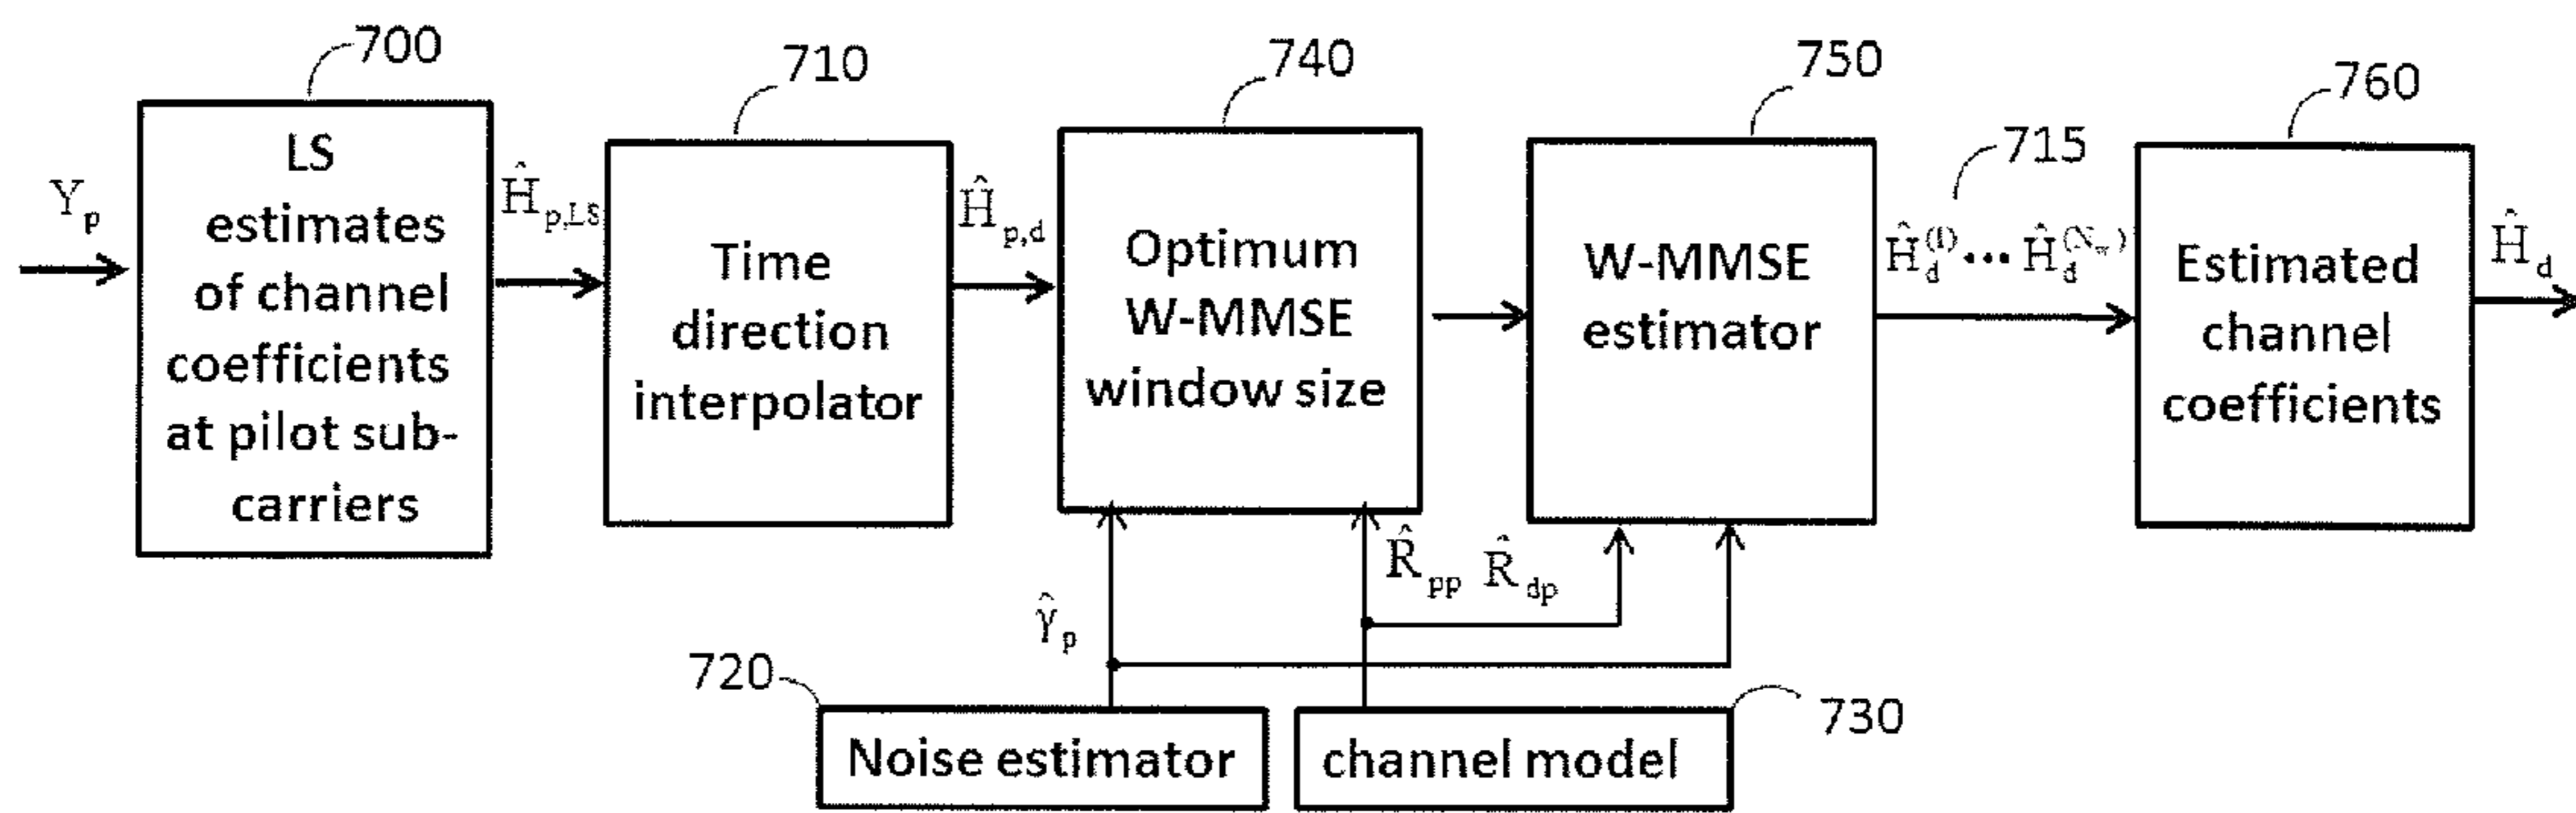 700
710
740
750
760
715
Y_p
LS
estimates
of channel
coefficients
at pilot sub-
carriers
Ĥ_p,LS
Time
direction
interpolator
Ĥ_p,d
Optimum
W-MMSE
window size
W-MMSE
estimator
Ĥ_d^(1) ••• Ĥ_d^(N_w)
Estimated
channel
coefficients
Ĥ_d
R̂_pp R̂_dp
γ̂_p
720
Noise estimator
channel model
730